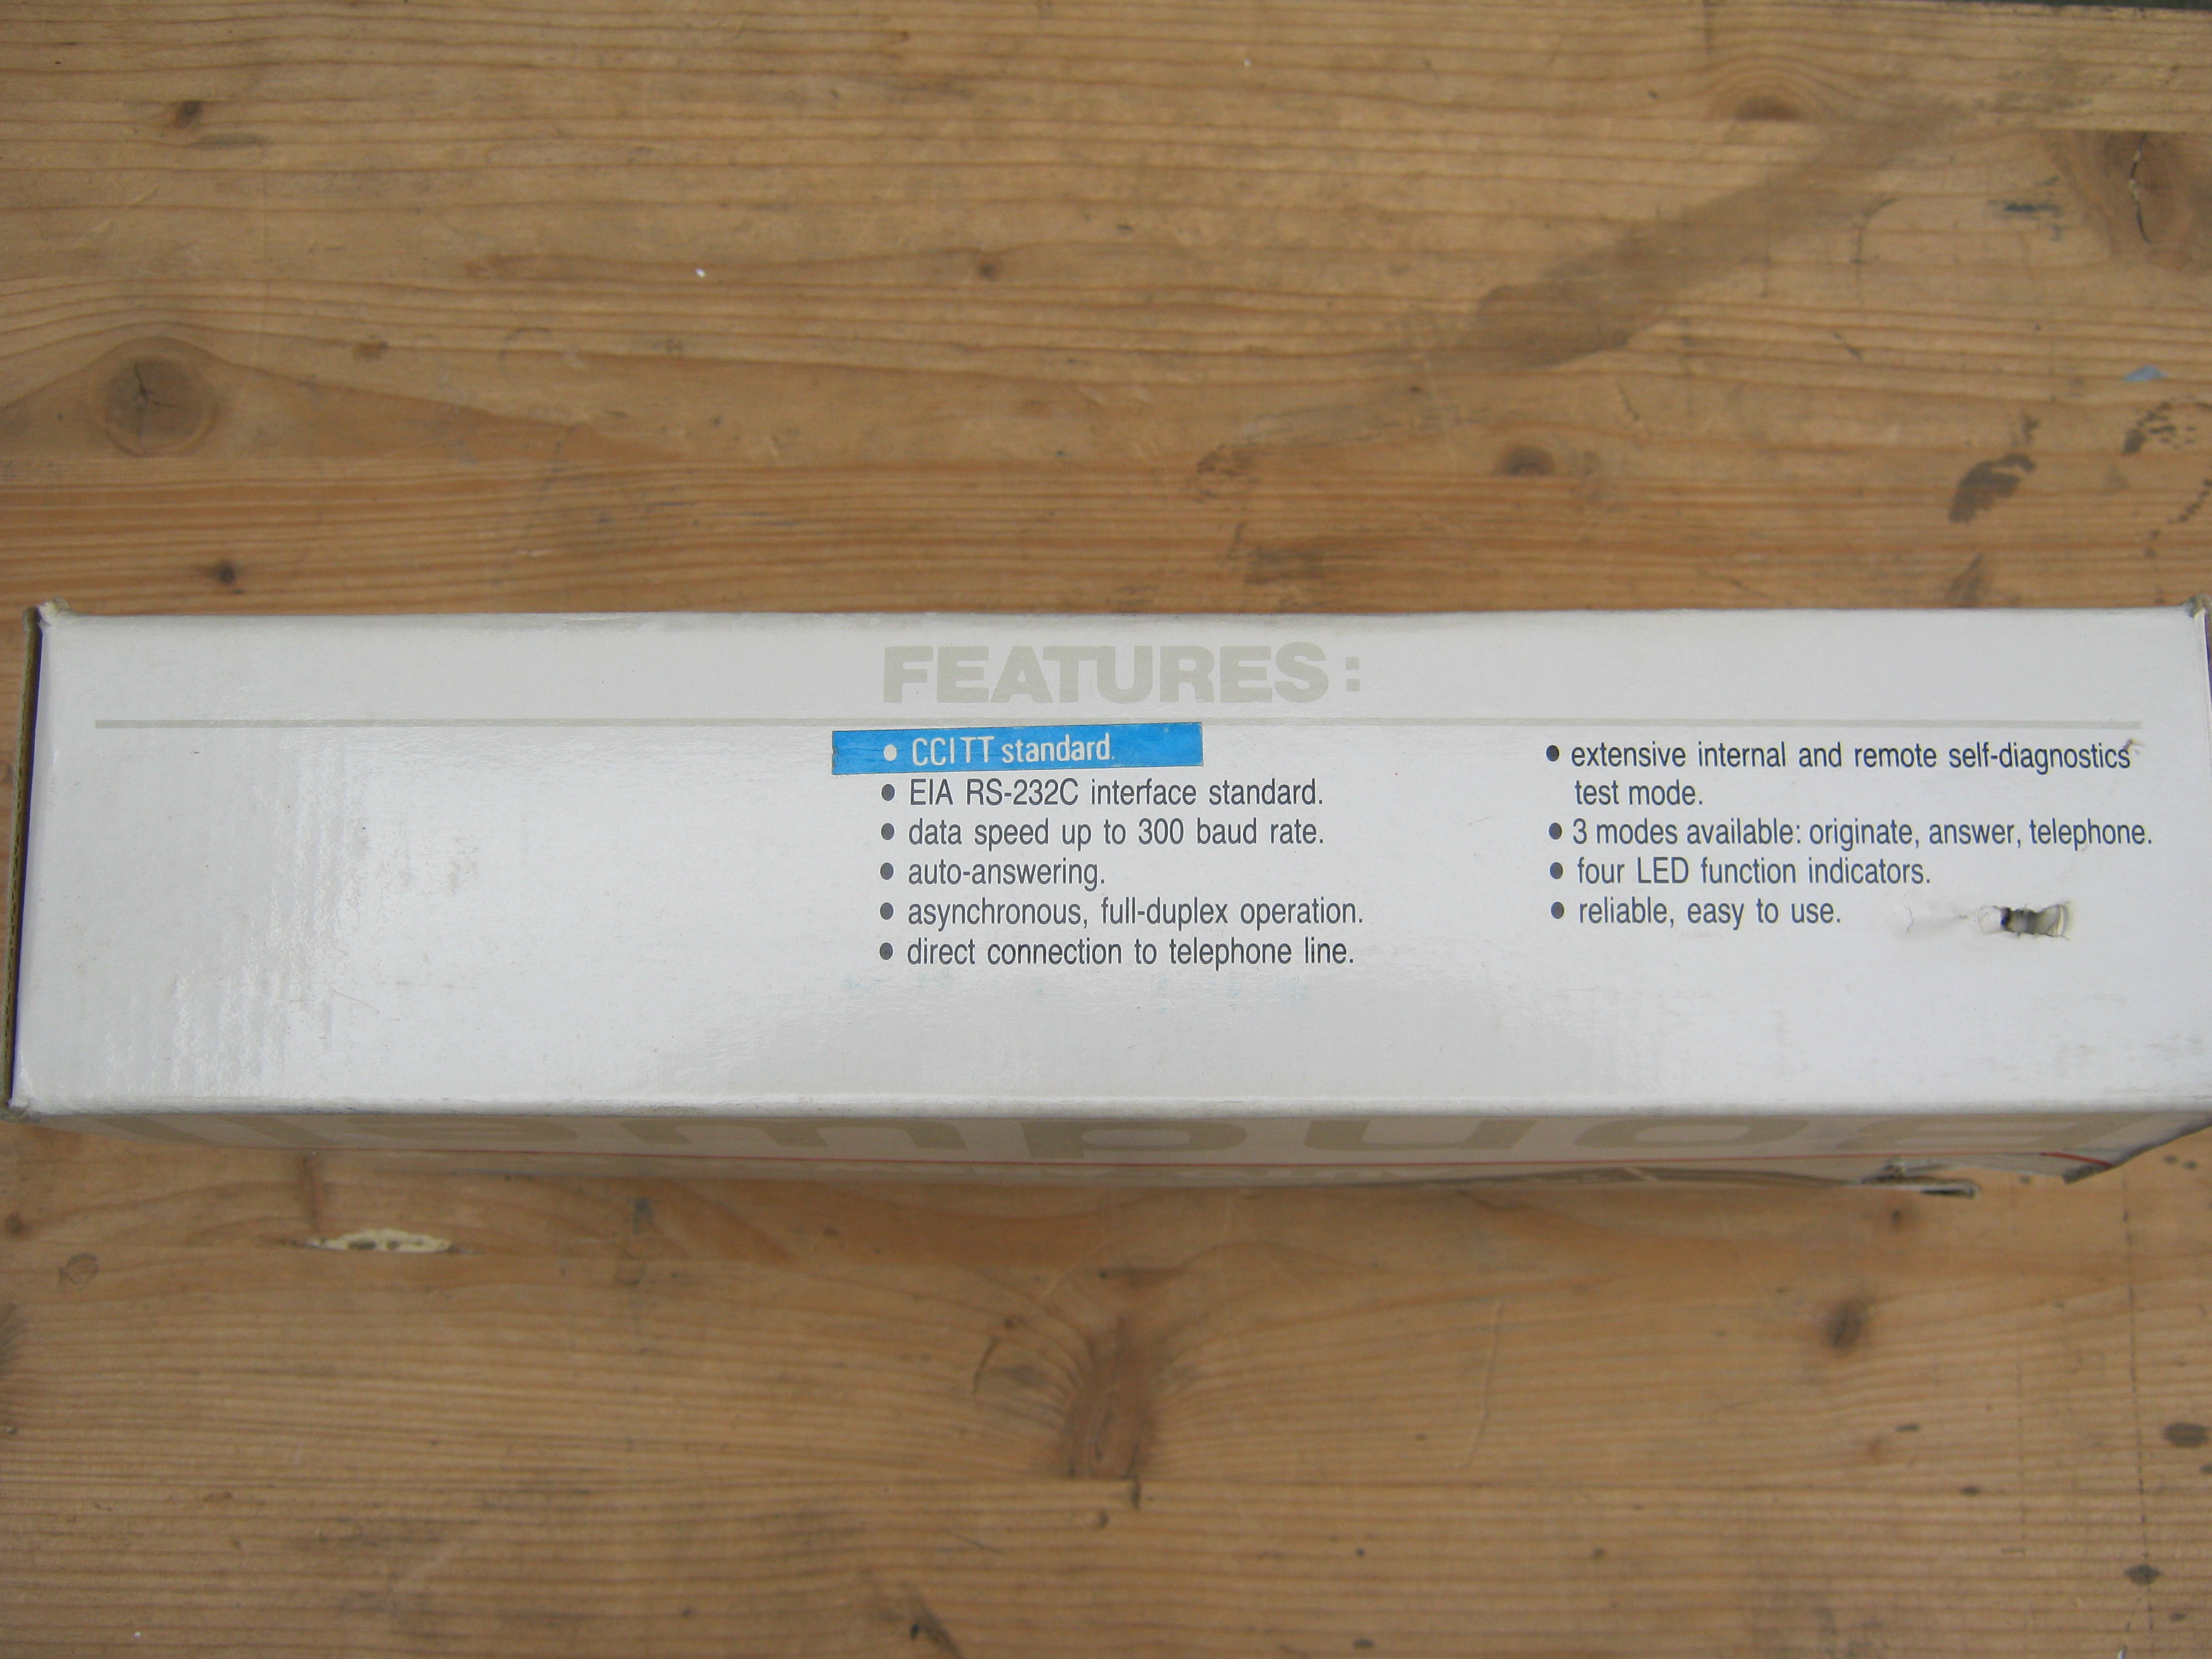 FEATURES:
• CCITT standard.
• EIA RS-232C interface standard.
• data speed up to 300 baud rate.
• auto-answering.
• asynchronous, full-duplex operation.
• direct connection to telephone line.
• extensive internal and remote self-diagnostics
test mode.
• 3 modes available: originate, answer, telephone.
• four LED function indicators.
• reliable, easy to use.